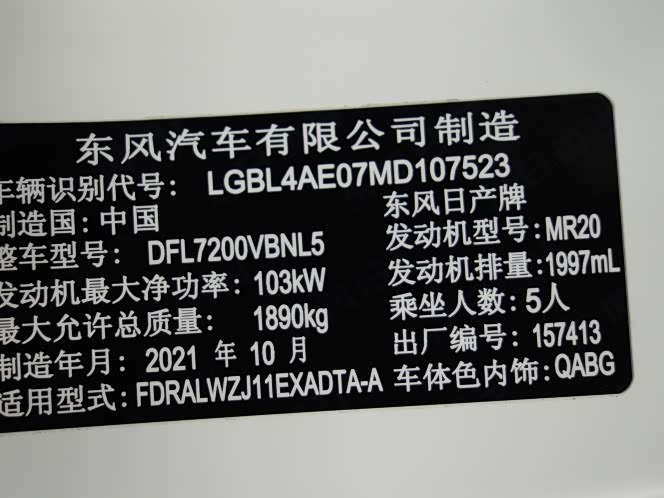 东风汽车有限公司制造
车辆识别代号: LGBL4AE07MD107523
制造国: 中国 东风日产牌
整车型号: DFL7200VBNL5 发动机型号: MR20
发动机最大净功率: 103kW 发动机排量: 1997mL
最大允许总质量: 1890kg 乘坐人数: 5人
制造年月: 2021 年 10 月 出厂编号: 157413
适用型式: FDRALWZJ11EXADTA-A 车体色内饰: QABG